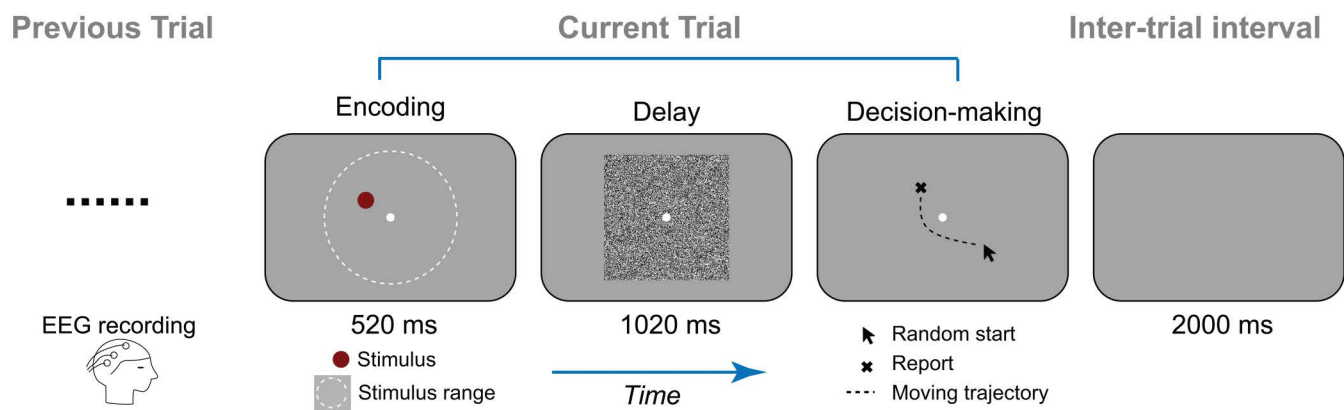 Previous Trial
Current Trial
Inter-trial interval
Encoding
Delay
Decision-making
EEG recording
520 ms
1020 ms
2000 ms
Stimulus
Stimulus range
Time
Random start
Report
Moving trajectory